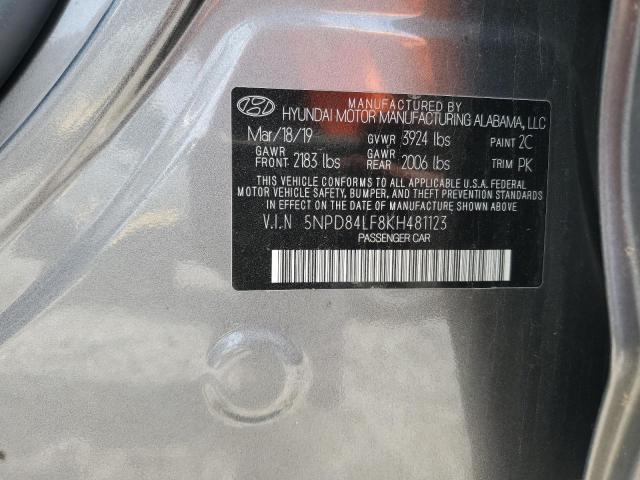 MANUFACTURED BY
HYUNDAI MOTOR MANUFACTURING ALABAMA, LLC
Mar/18/19 GVWR 3924 lbs PAINT 2C
GAWR FRONT 2183 lbs GAWR REAR 2006 lbs TRIM PK
THIS VEHICLE CONFORMS TO ALL APPLICABLE U.S.A. FEDERAL
MOTOR VEHICLE SAFETY, BUMPER, AND THEFT PREVENTION STANDARDS
IN EFFECT ON THE DATE OF MANUFACTURE SHOWN ABOVE.
V.I.N 5NPD84LF8KH481123
PASSENGER CAR